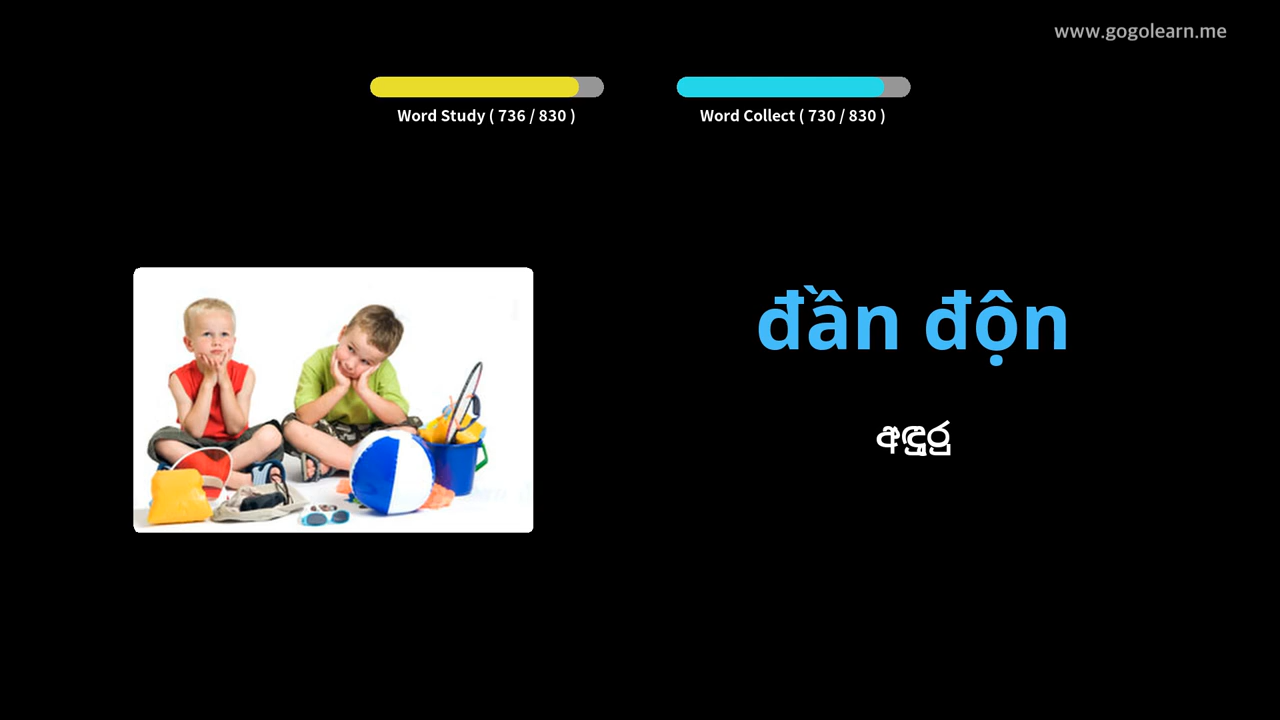 www.gogolearn.me
Word Study ( 736 / 830 )
Word Collect ( 730 / 830 )
đần độn
අඳුරු